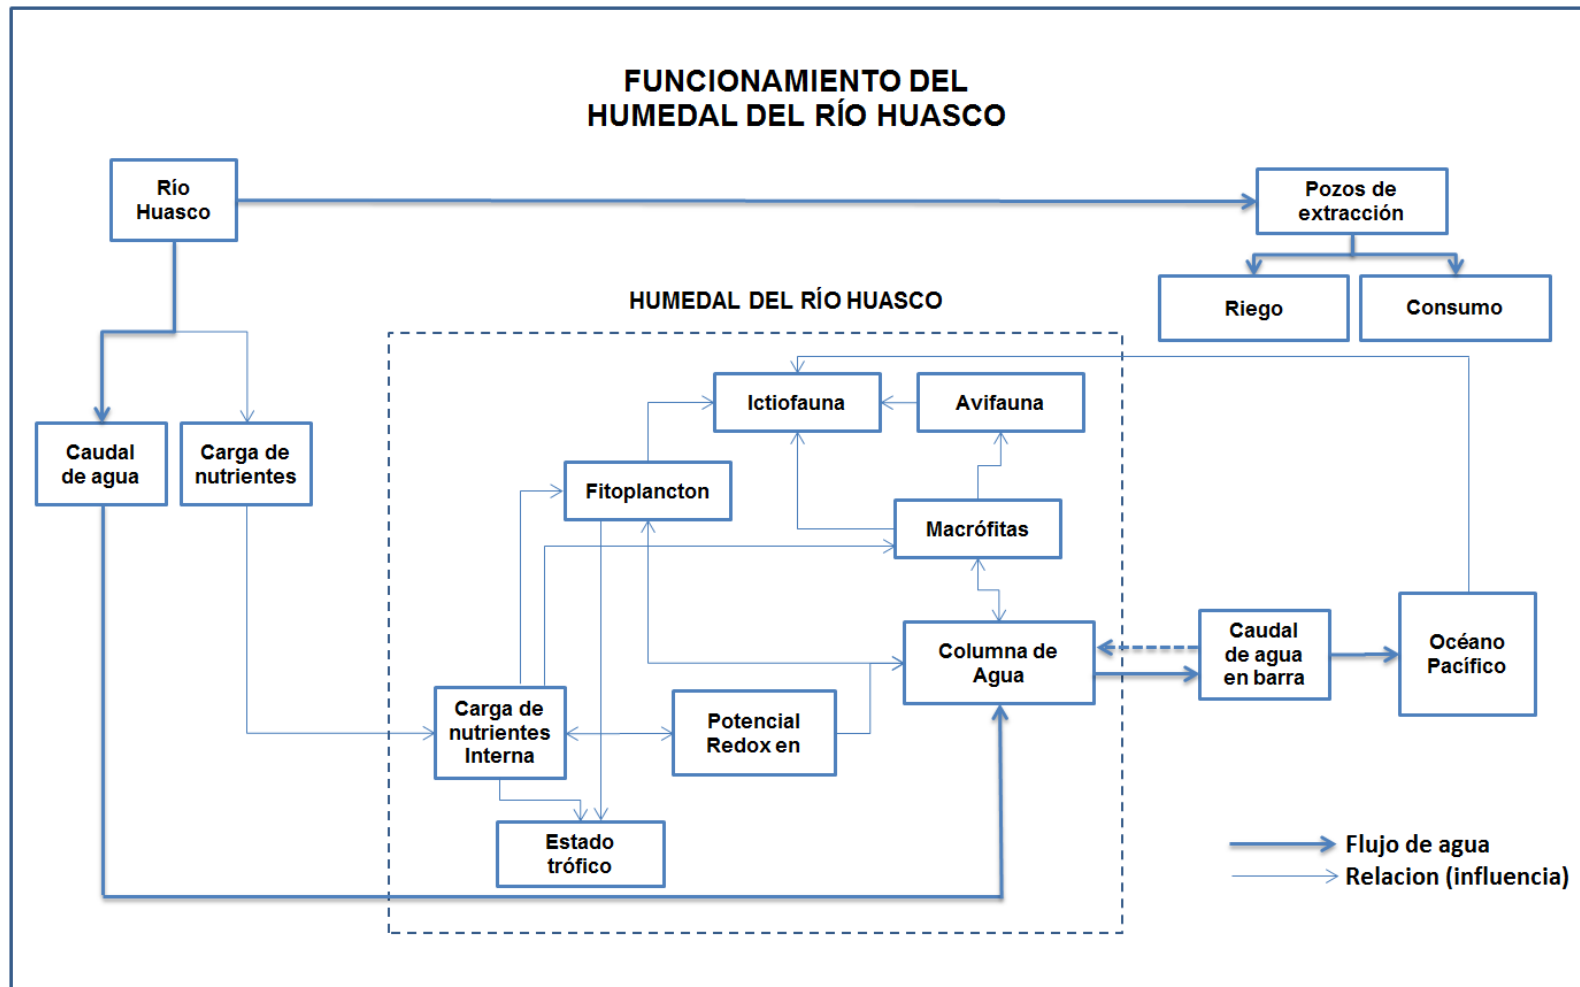 FUNCIONAMIENTO DEL
HUMEDAL DEL RÍO HUASCO
Río
Huasco
Pozos de
extracción
Riego
Consumo
HUMEDAL DEL RÍO HUASCO
Ictiofauna
Avifauna
Caudal
de agua
Carga de
nutrientes
Fitoplancton
Macrófitas
Columna de
Agua
Caudal
de agua
en barra
Océano
Pacífico
Carga de
nutrientes
Interna
Potencial
Redox en
Estado
trófico
Flujo de agua
Relacion (influencia)